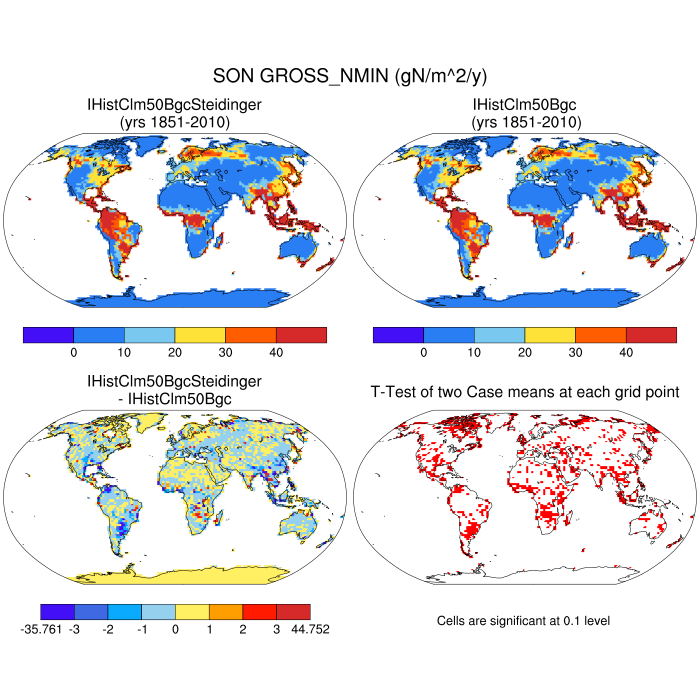 SON GROSS_NMIN (gN/m^2/y)
IHistClm50BgcSteidinger
(yrs 1851-2010)
IHistClm50Bgc
(yrs 1851-2010)
0 10 20 30 40
0 10 20 30 40
IHistClm50BgcSteidinger
- IHistClm50Bgc
T-Test of two Case means at each grid point
-35.761 -3 -2 -1 0 1 2 3 44.752
Cells are significant at 0.1 level